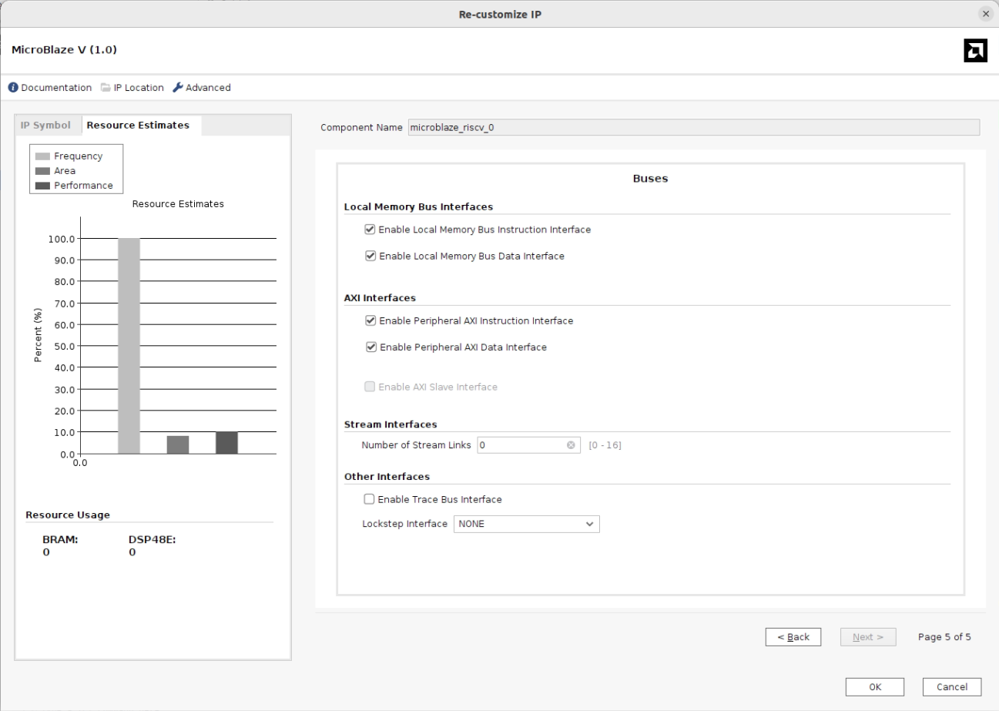 Re-customize IP
MicroBlaze V (1.0)
Documentation IP Location Advanced
IP Symbol Resource Estimates
Frequency
Area
Performance
Resource Estimates
Percent (%)
100.0
90.0
80.0
70.0
60.0
50.0
40.0
30.0
20.0
10.0
0.0
0.0
Resource Usage
BRAM: DSP48E:
0 0
Component Name microblaze_riscv_0
Buses
Local Memory Bus Interfaces
Enable Local Memory Bus Instruction Interface
Enable Local Memory Bus Data Interface
AXI Interfaces
Enable Peripheral AXI Instruction Interface
Enable Peripheral AXI Data Interface
Enable AXI Slave Interface
Stream Interfaces
Number of Stream Links 0 [0 - 16]
Other Interfaces
Enable Trace Bus Interface
Lockstep Interface NONE
< Back Next > Page 5 of 5
OK Cancel